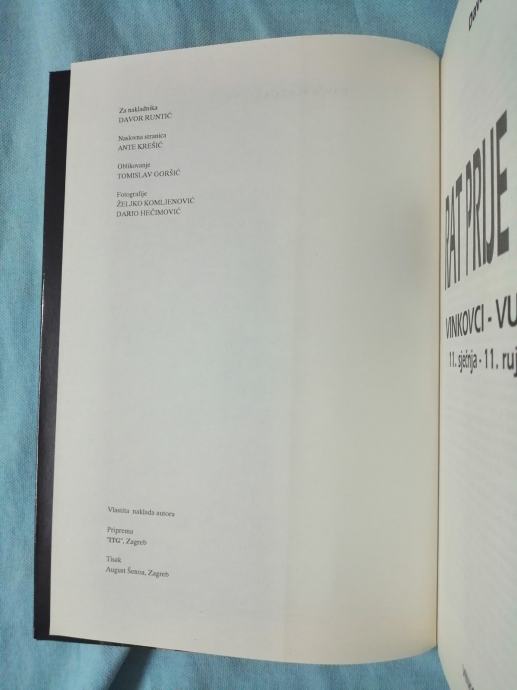 Za nakladnika
DAVOR RUNTIĆ
Naslovna stranica
ANTE KREŠIĆ
Oblikovanje
TOMISLAV GORŠIĆ
Fotografije
ŽELJKO KOMLJENOVIĆ
DARIO HEĆIMOVIĆ
Vlastita naklada autora
Priprema
"ITG", Zagreb
Tisak
August Šenoa, Zagreb
RAT PRIJE
VINKOVCI - VU
11. siječnja - 11. ruj